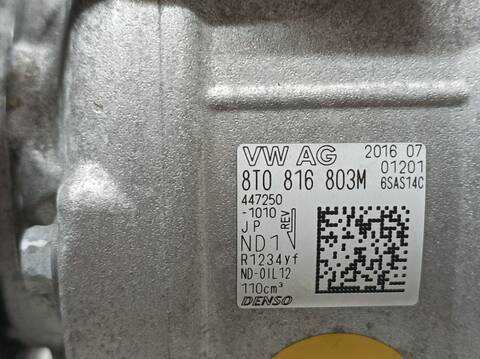 VW AG 2016 07
01201
8T0 816 803M 6SAS14C
447250
-1010
JP REV
ND1
R1234yf
ND-OIL12
110cm³
DENSO